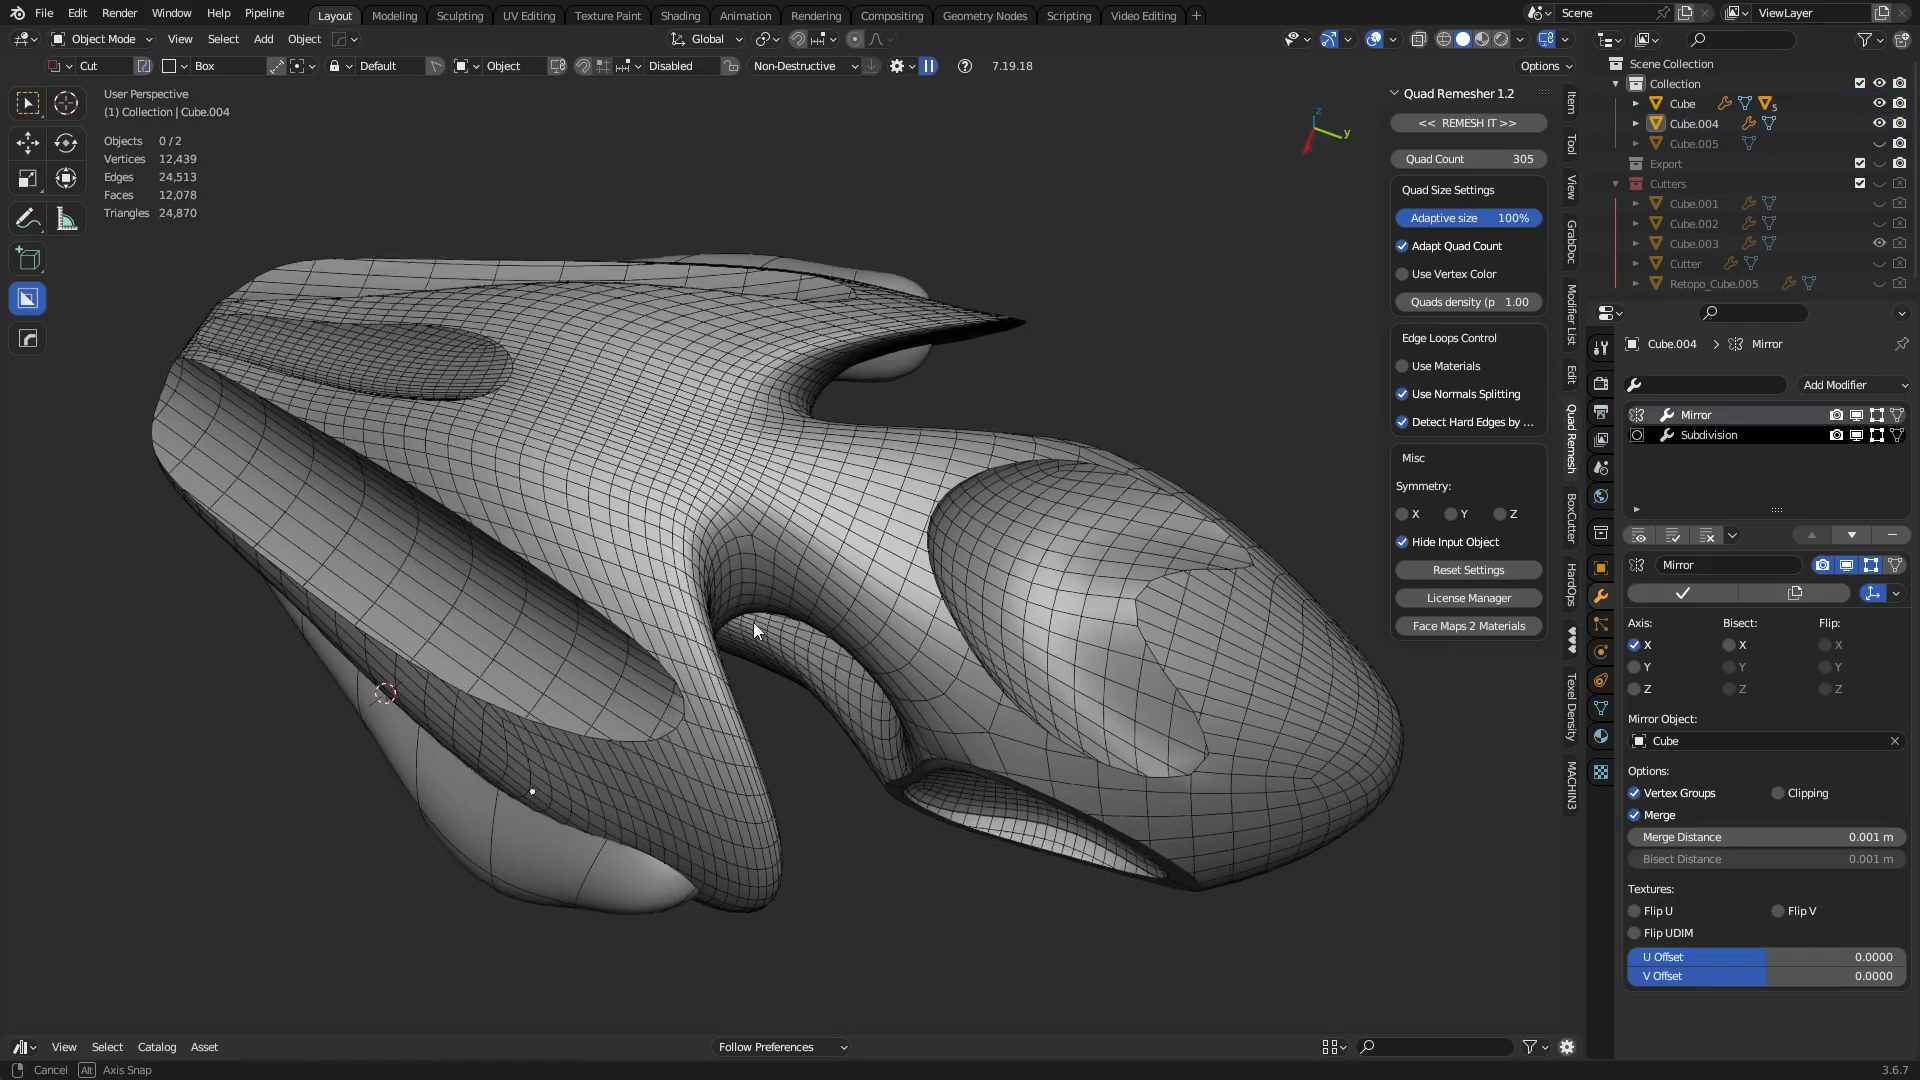 File Edit Render Window Help Pipeline Layout Modeling Sculpting UV Editing Texture Paint Shading Animation Rendering Compositing Geometry Nodes Scripting Video Editing + Scene ViewLayer
Object Mode View Select Add Object Global
Cut Box Default Object Disabled Non-Destructive 7.19.18 Options
User Perspective
(1) Collection | Cube.004
Objects 0 / 2
Vertices 12,439
Edges 24,513
Faces 12,078
Triangles 24,870
Z
Y
Quad Remesher 1.2
<< REMESH IT >>
Quad Count 305
Quad Size Settings
Adaptive size 100%
Adapt Quad Count
Use Vertex Color
Quads density (p 1.00
Edge Loops Control
Use Materials
Use Normals Splitting
Detect Hard Edges by ...
Misc
Symmetry:
X Y Z
Hide Input Object
Reset Settings
License Manager
Face Maps 2 Materials
Item
Tool
View
GrabDoc
Modifier List
Edit
Quad Remesh
BoxCutter
HardOps
♥♥♥
Texel Density
MACHIN3
Scene Collection
Collection
Cube 5
Cube.004
Cube.005
Export
Cutters
Cube.001
Cube.002
Cube.003
Cutter
Retopo_Cube.005
Cube.004 > Mirror
Add Modifier
Mirror
Subdivision
Mirror
Axis: Bisect: Flip:
X X X
Y Y Y
Z Z Z
Mirror Object:
Cube
Options:
Vertex Groups Clipping
Merge
Merge Distance 0.001 m
Bisect Distance 0.001 m
Textures:
Flip U Flip V
Flip UDIM
U Offset 0.0000
V Offset 0.0000
View Select Catalog Asset Follow Preferences
Cancel Alt Axis Snap 3.6.7